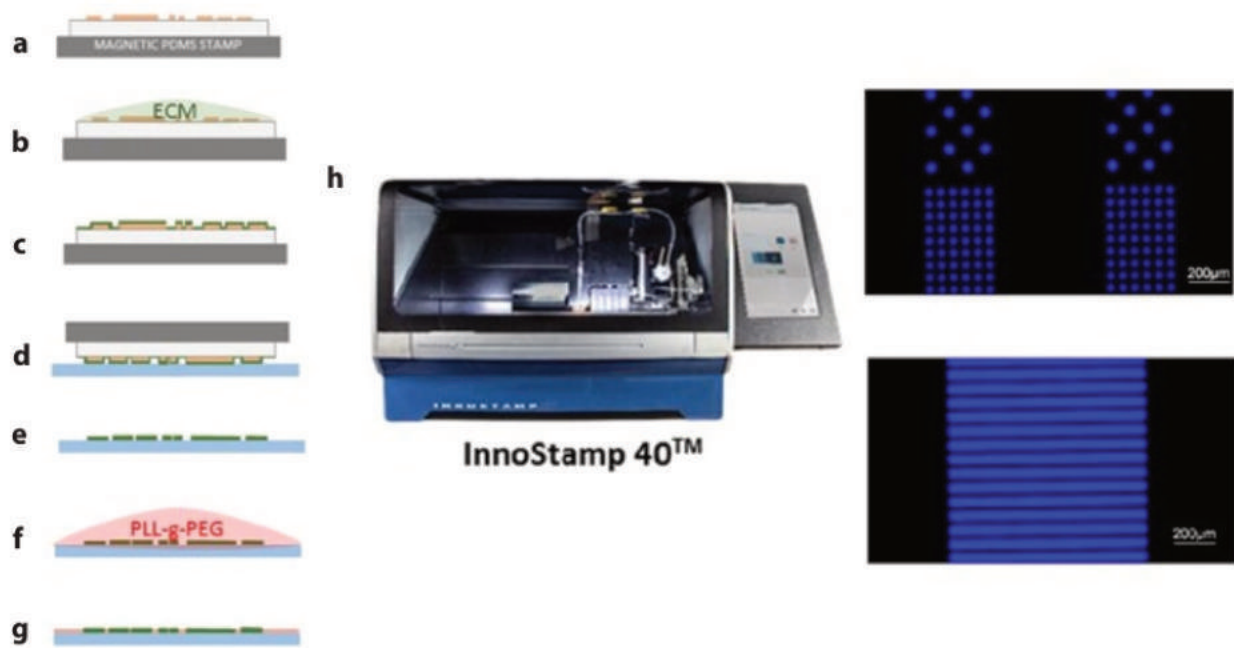 a
MAGNETIC PDMS STAMP
b
ECM
c
d
e
f
PLL-g-PEG
g
h
INNOSTAMP
InnoStamp 40TM
200µm
200µm